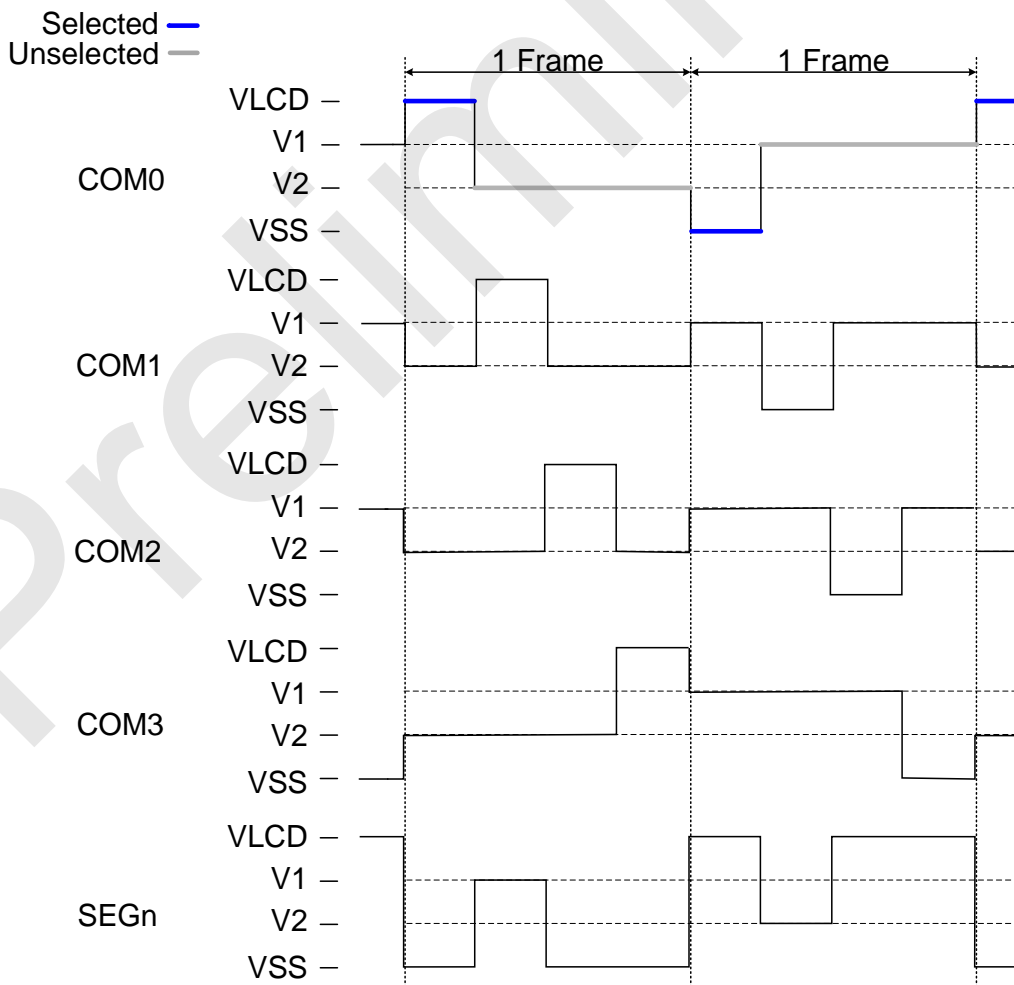 Selected
Unselected
1 Frame 1 Frame
VLCD
V1
COM0
V2
VSS
VLCD
V1
COM1
V2
VSS
VLCD
V1
COM2
V2
VSS
VLCD
V1
COM3
V2
VSS
VLCD
V1
SEGn
V2
VSS
Prelimi